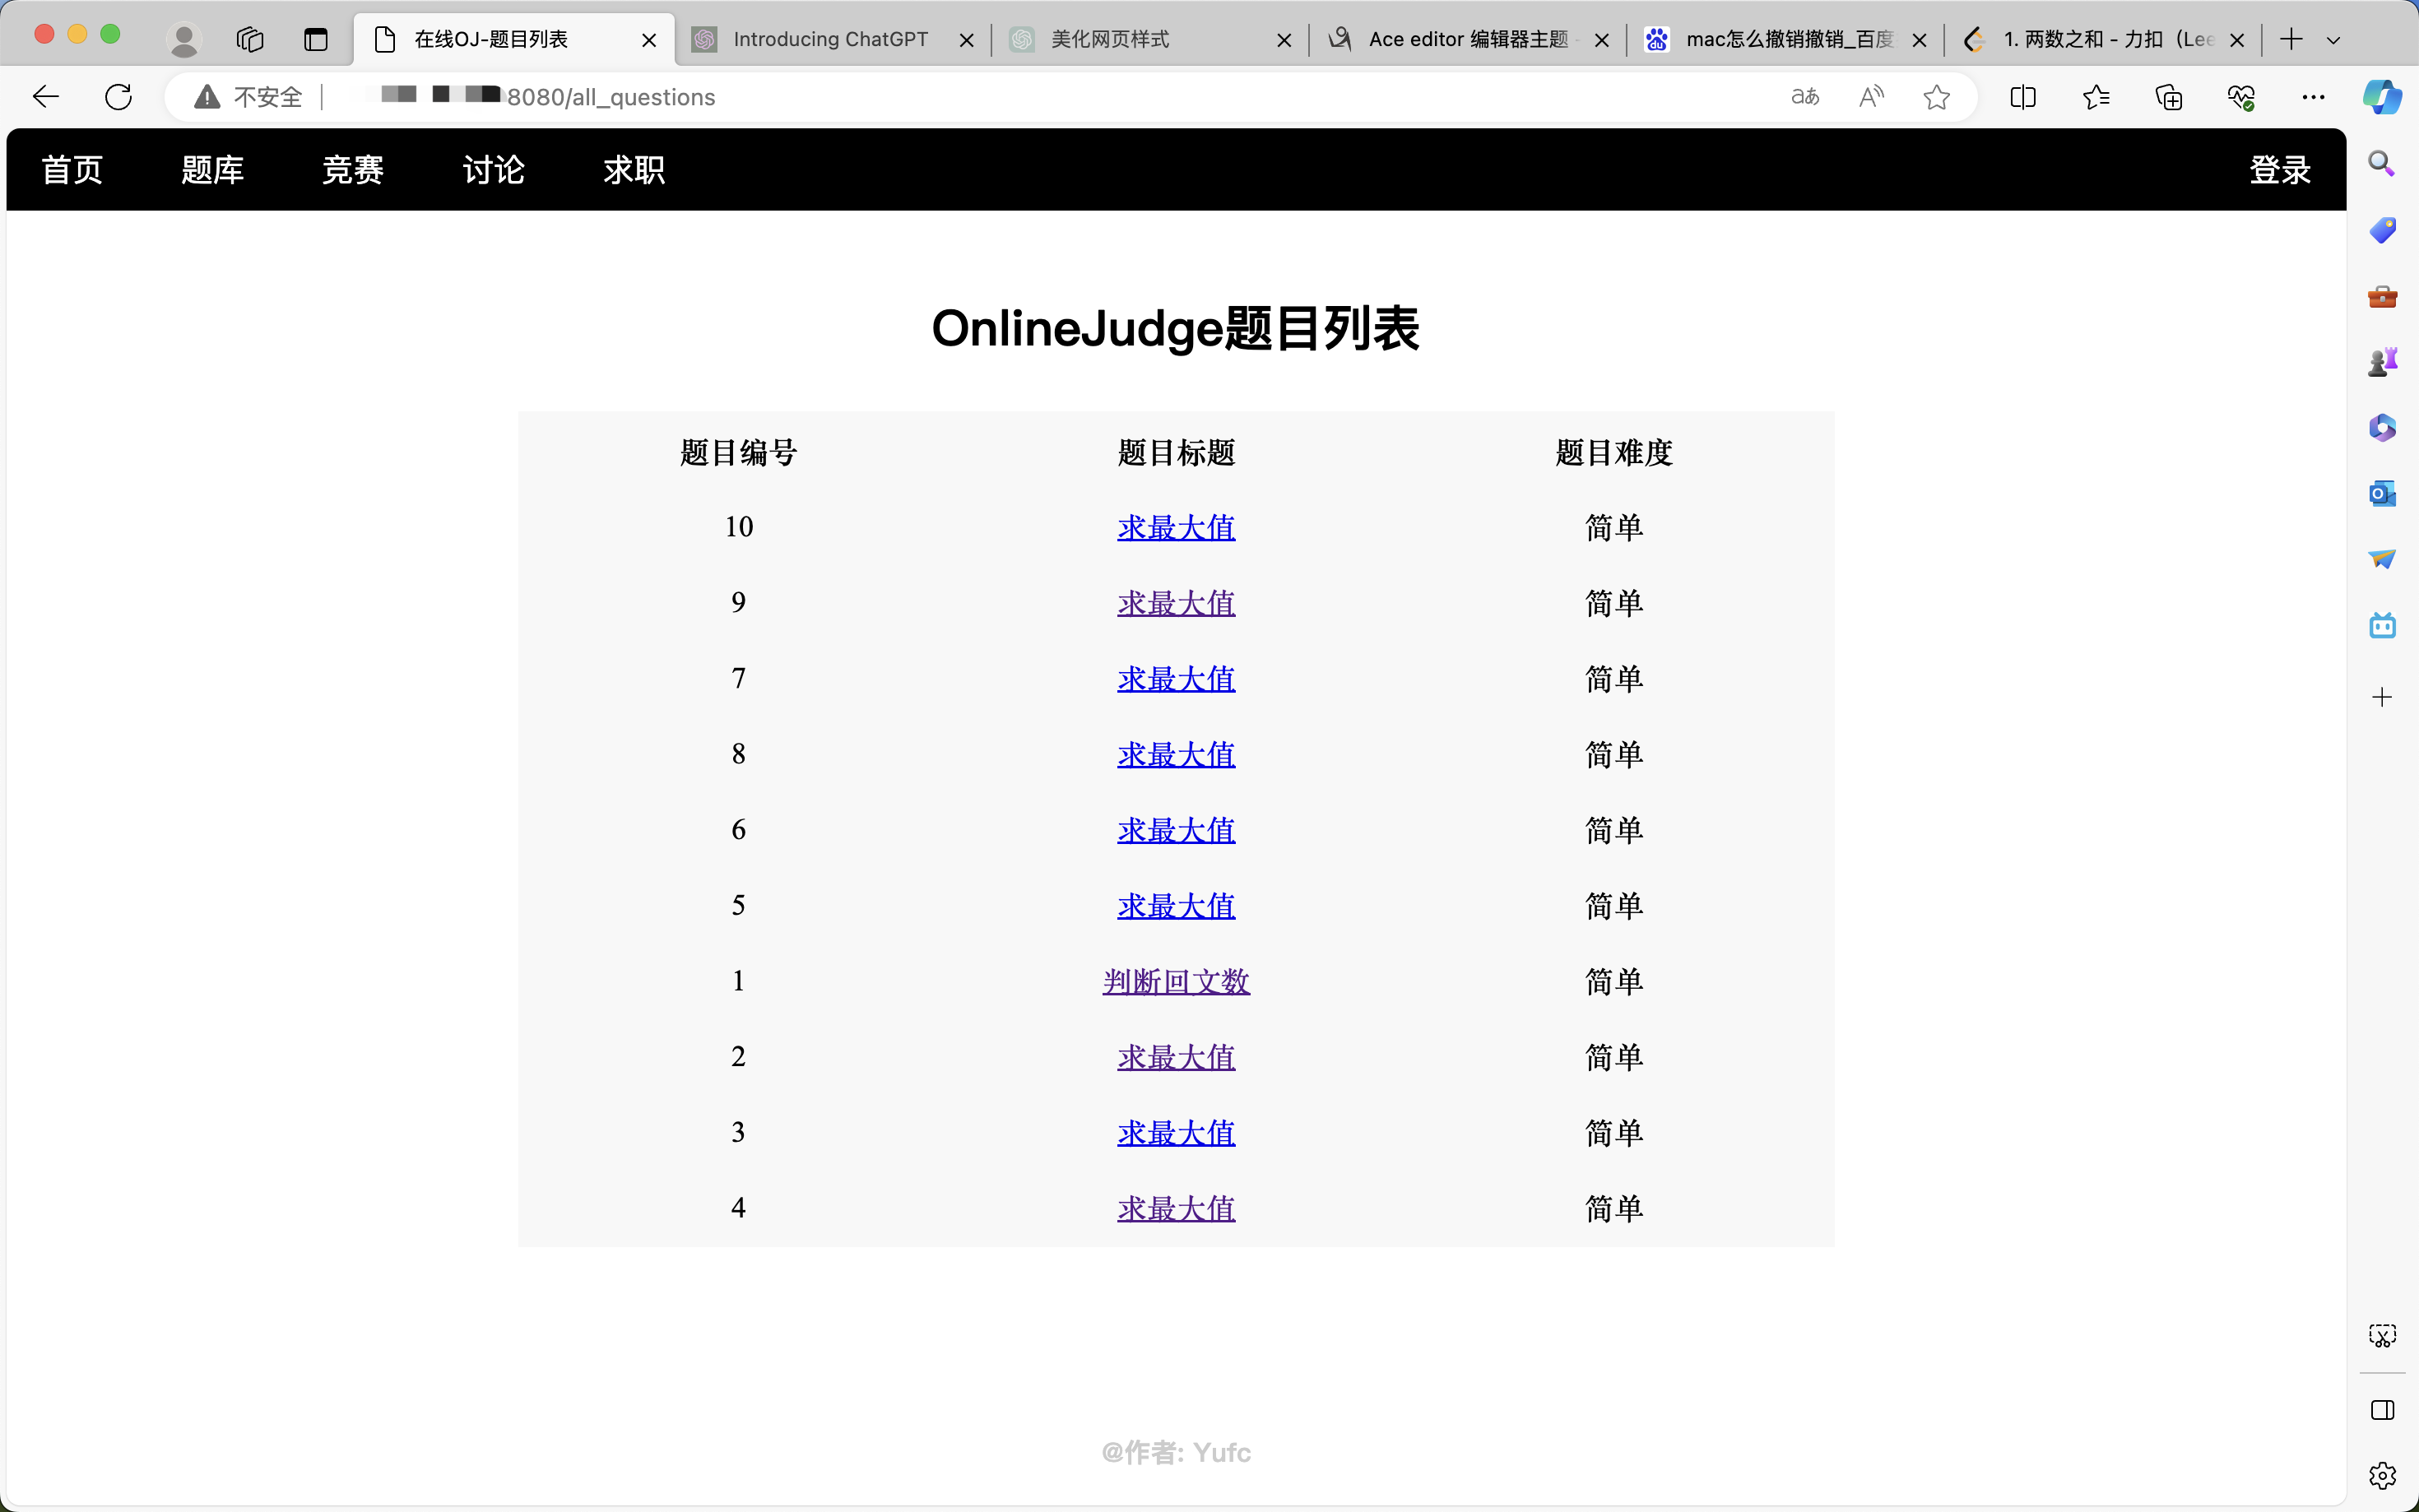 在线OJ-题目列表 Introducing ChatGPT 美化网页样式 Ace editor 编辑器主题 - mac怎么撤销撤销_百度 1. 两数之和 - 力扣（Lee
不安全 8080/all_questions
首页 题库 竞赛 讨论 求职 登录
OnlineJudge题目列表
题目编号 题目标题 题目难度
10 求最大值 简单
9 求最大值 简单
7 求最大值 简单
8 求最大值 简单
6 求最大值 简单
5 求最大值 简单
1 判断回文数 简单
2 求最大值 简单
3 求最大值 简单
4 求最大值 简单
@作者: Yufc